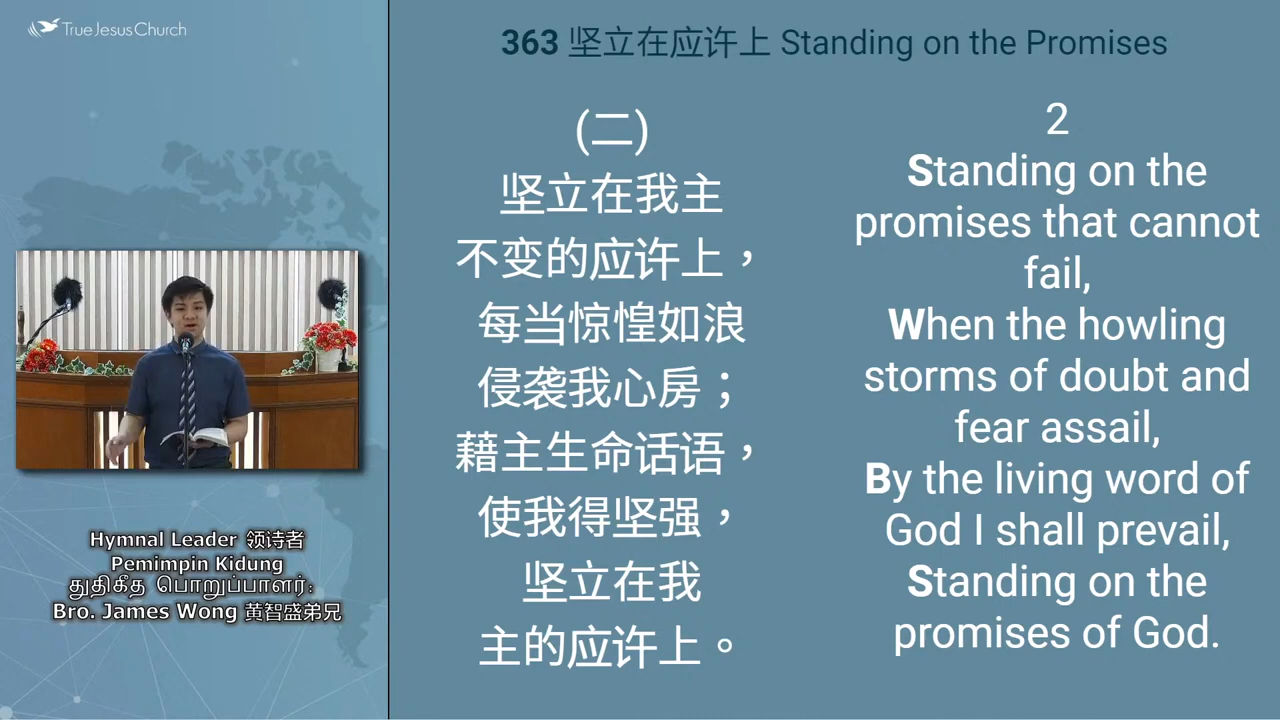 True Jesus Church
363 坚立在应许上 Standing on the Promises
(二)
坚立在我主
不变的应许上，
每当惊惶如浪
侵袭我心房；
藉主生命话语，
使我得坚强，
坚立在我
主的应许上。
2
Standing on the
promises that cannot
fail,
When the howling
storms of doubt and
fear assail,
By the living word of
God I shall prevail,
Standing on the
promises of God.
Hymnal Leader 领诗者
Pemimpin Kidung
துதிகீத பொறுப்பாளர்:
Bro. James Wong 黄智盛弟兄